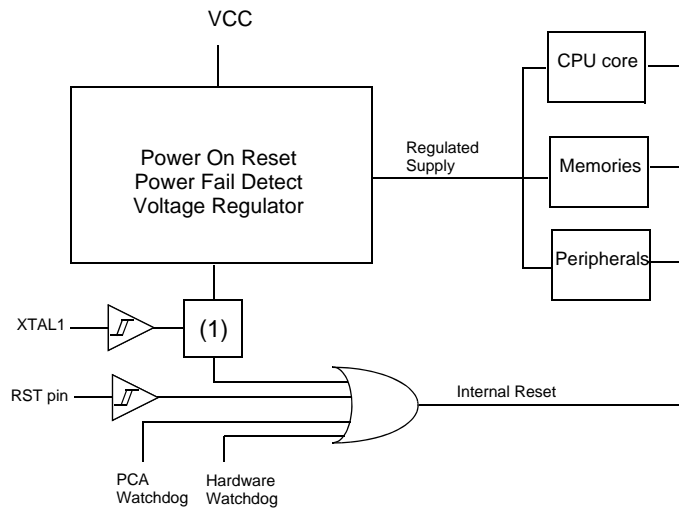 VCC
CPU core
Power On Reset
Power Fail Detect
Voltage Regulator
Regulated
Supply
Memories
Peripherals
XTAL1
(1)
RST pin
Internal Reset
PCA
Watchdog
Hardware
Watchdog